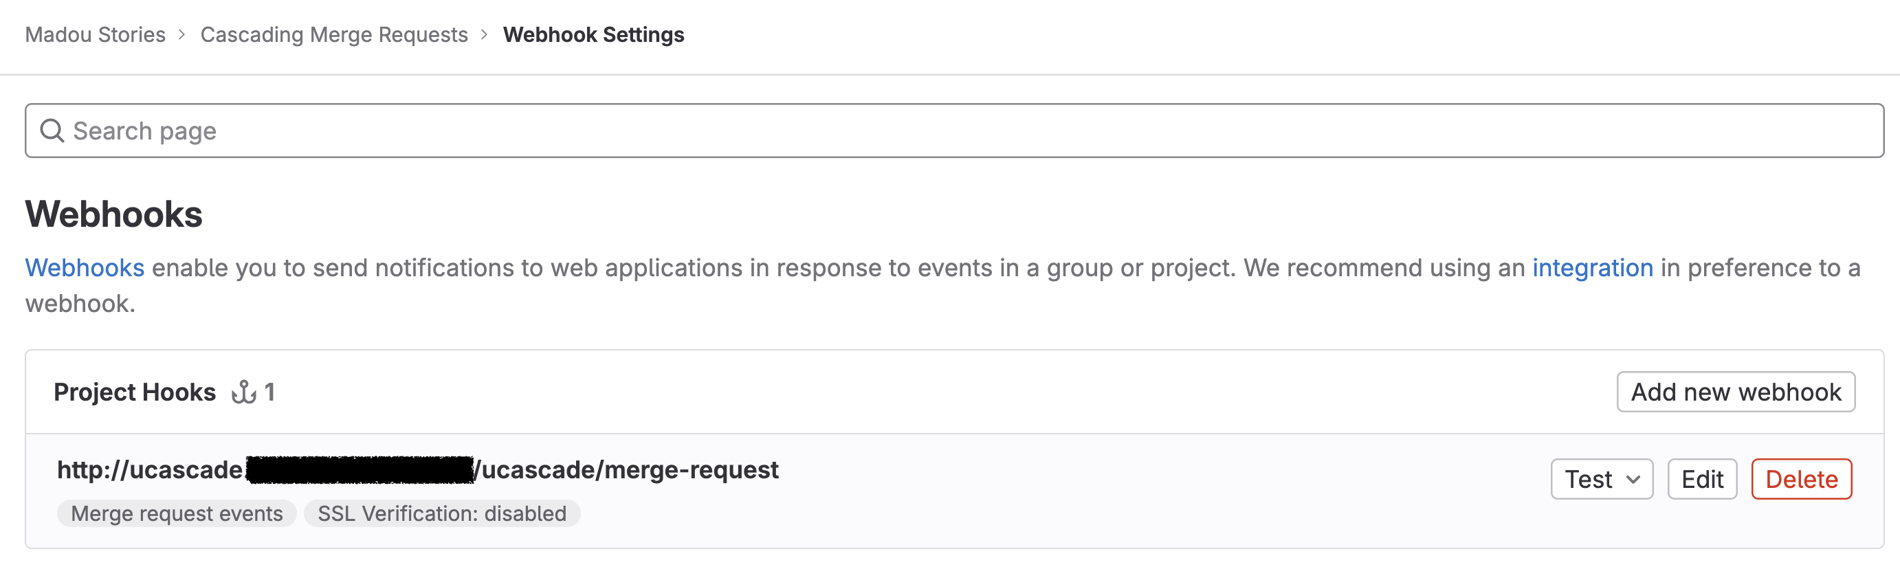 Madou Stories > Cascading Merge Requests > Webhook Settings
Search page
Webhooks
Webhooks enable you to send notifications to web applications in response to events in a group or project. We recommend using an integration in preference to a
webhook.
Project Hooks 1 Add new webhook
http://ucascade /ucascade/merge-request
Test Edit Delete
Merge request events SSL Verification: disabled